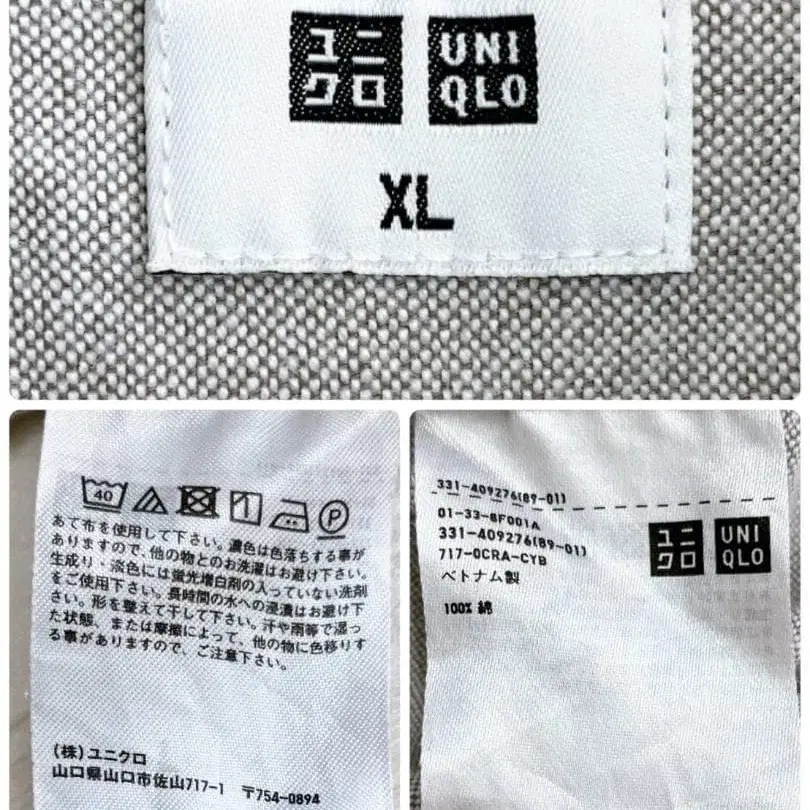 ユニ
クロ
UNI
QLO
XL
40
あて布を使用して下さい。濃色は色落ちする事が
ありますので、他の物とのお洗濯はお避け下さい。
生成り・淡色には蛍光増白剤の入っていない洗剤
をご使用下さい。長時間の水への浸漬はお避け下
さい。形を整えて干して下さい。汗や雨等で湿っ
た状態、または摩擦によって、他の物に色移りす
る事がありますので、ご注意下さい。
(株)ユニクロ
山口県山口市佐山717-1 〒754-0894
331-409276(89-01)
01-33-8F001A
331-409276(89-01)
717-0CRA-CYB
ベトナム製
100% 綿
ユニ
クロ
UNI
QLO